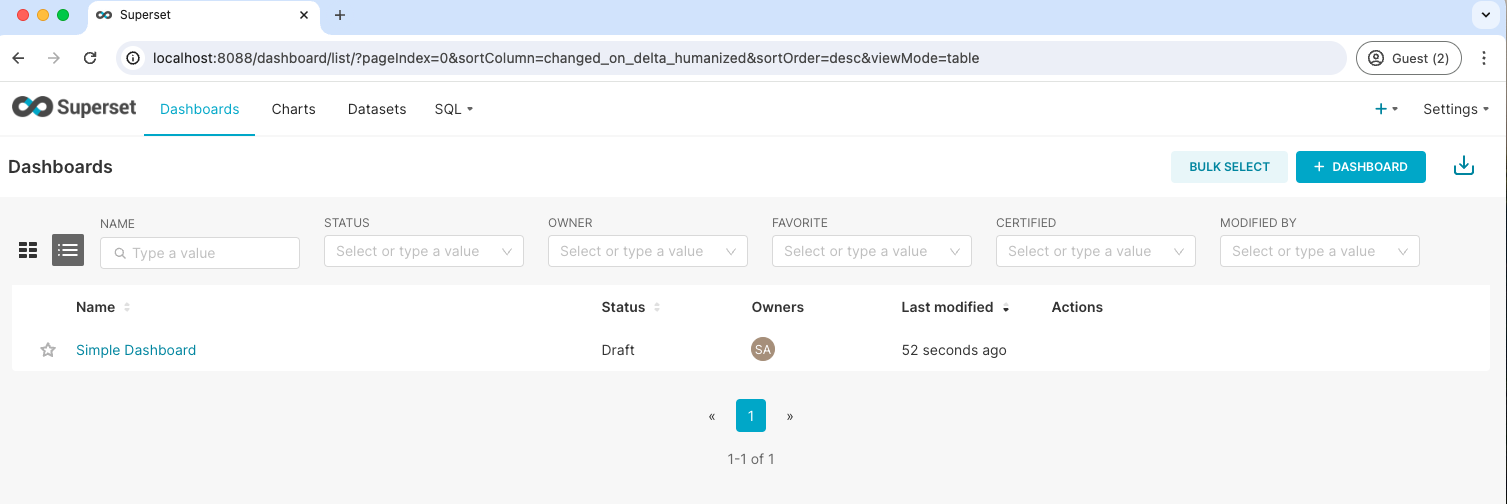 Superset
localhost:8088/dashboard/list/?pageIndex=0&sortColumn=changed_on_delta_humanized&sortOrder=desc&viewMode=table
Guest (2)
Superset Dashboards Charts Datasets SQL Settings
Dashboards BULK SELECT + DASHBOARD
NAME STATUS OWNER FAVORITE CERTIFIED MODIFIED BY
Type a value Select or type a value Select or type a value Select or type a value Select or type a value Select or type a value
Name Status Owners Last modified Actions
Simple Dashboard Draft SA 52 seconds ago
« 1 »
1-1 of 1